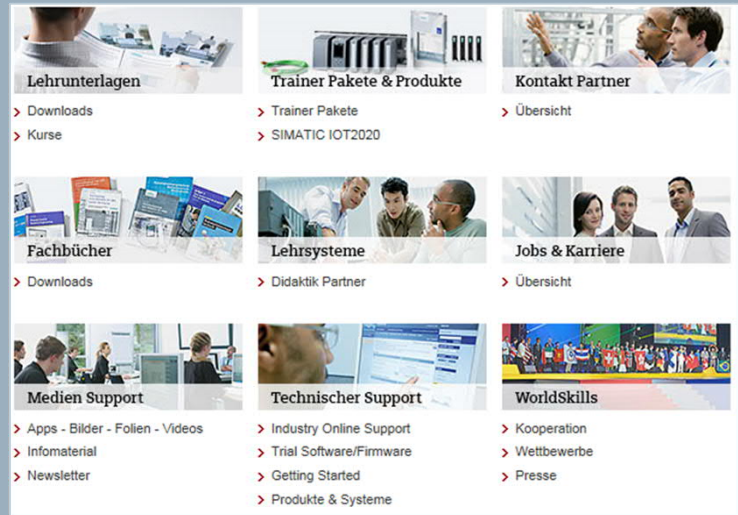 Lehrunterlagen
> Downloads
> Kurse
Trainer Pakete & Produkte
> Trainer Pakete
> SIMATIC IOT2020
Kontakt Partner
> Übersicht
Fachbücher
> Downloads
Lehrsysteme
> Didaktik Partner
Jobs & Karriere
> Übersicht
Medien Support
> Apps - Bilder - Folien - Videos
> Infomaterial
> Newsletter
Technischer Support
> Industry Online Support
> Trial Software/Firmware
> Getting Started
> Produkte & Systeme
WorldSkills
> Kooperation
> Wettbewerbe
> Presse